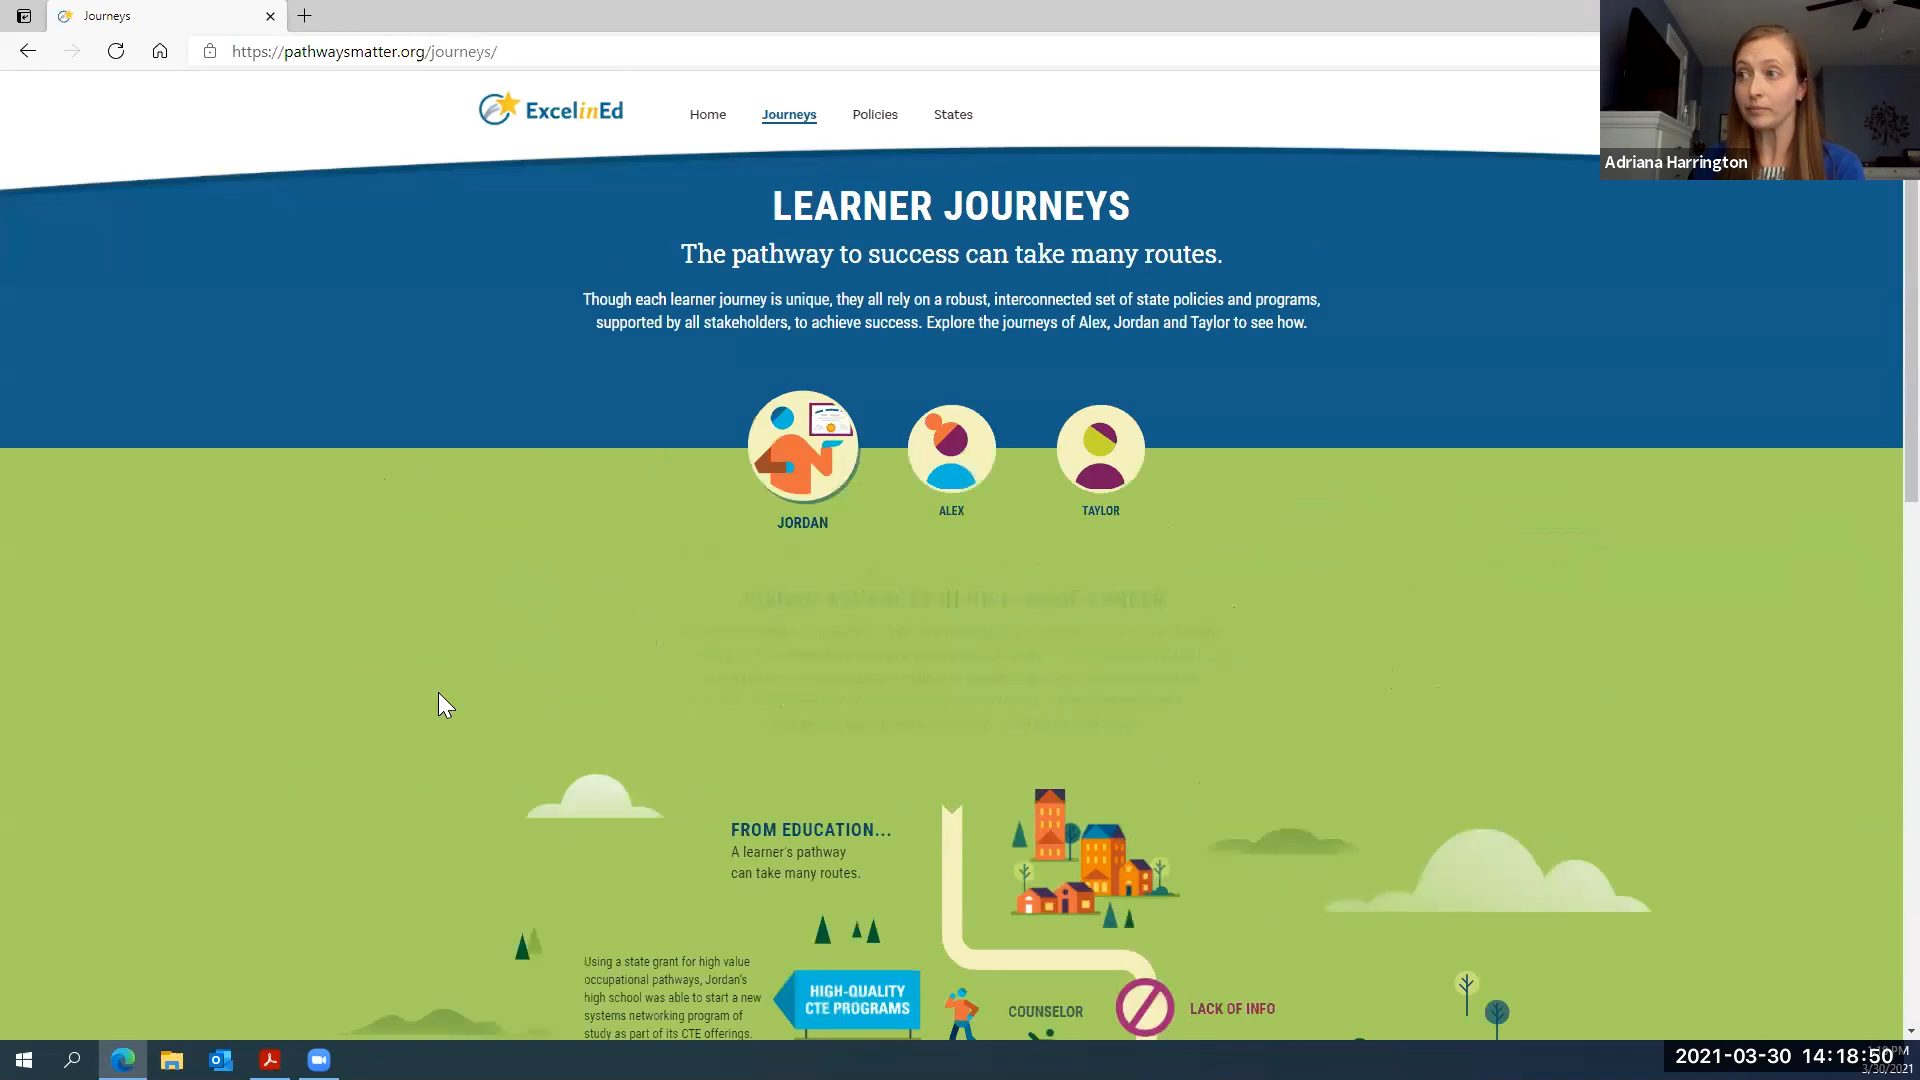 Journeys
https://pathwaysmatter.org/journeys/
ExcelinEd
Home
Journeys
Policies
States
Adriana Harrington
LEARNER JOURNEYS
The pathway to success can take many routes.
Though each learner journey is unique, they all rely on a robust, interconnected set of state policies and programs,
supported by all stakeholders, to achieve success. Explore the journeys of Alex, Jordan and Taylor to see how.
JORDAN
ALEX
TAYLOR
FROM EDUCATION...
A learner's pathway
can take many routes.
Using a state grant for high value
occupational pathways, Jordan's
high school was able to start a new
systems networking program of
study as part of its CTE offerings.
HIGH-QUALITY
CTE PROGRAMS
COUNSELOR
LACK OF INFO
2021-03-30 14:18:50
3/30/2021